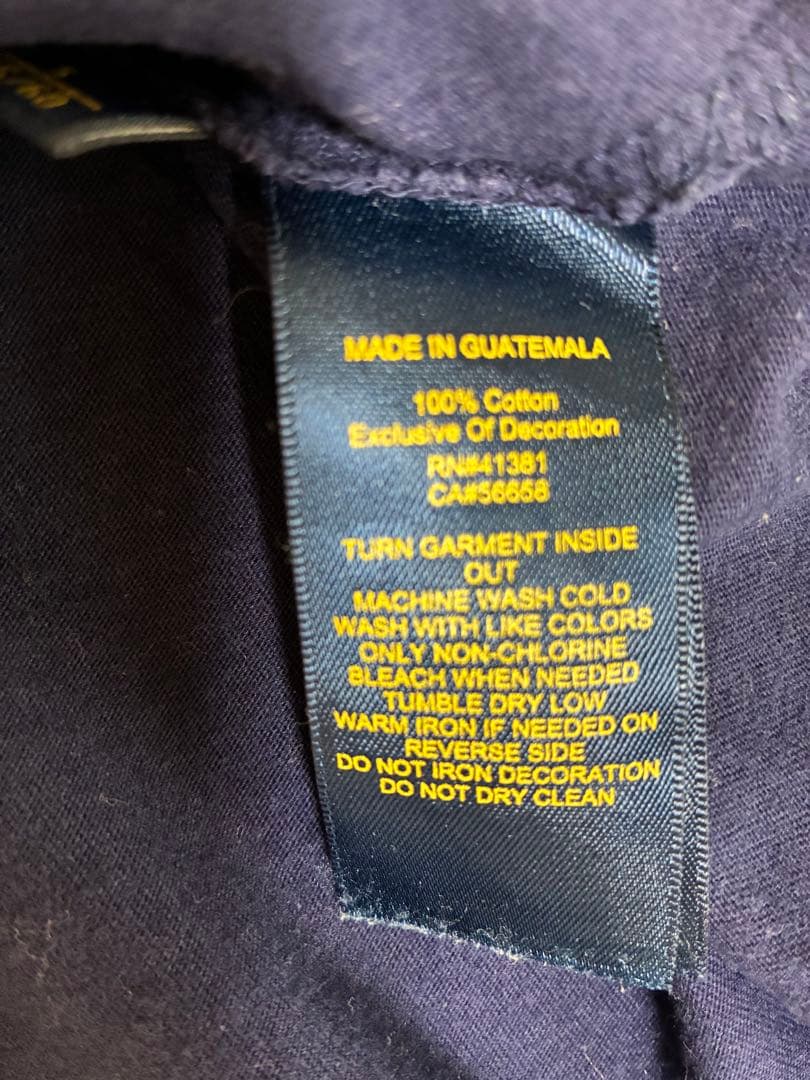 MADE IN GUATEMALA
100% Cotton
Exclusive Of Decoration
RN#41381
CA#56658
TURN GARMENT INSIDE
OUT
MACHINE WASH COLD
WASH WITH LIKE COLORS
ONLY NON-CHLORINE
BLEACH WHEN NEEDED
TUMBLE DRY LOW
WARM IRON IF NEEDED ON
REVERSE SIDE
DO NOT IRON DECORATION
DO NOT DRY CLEAN